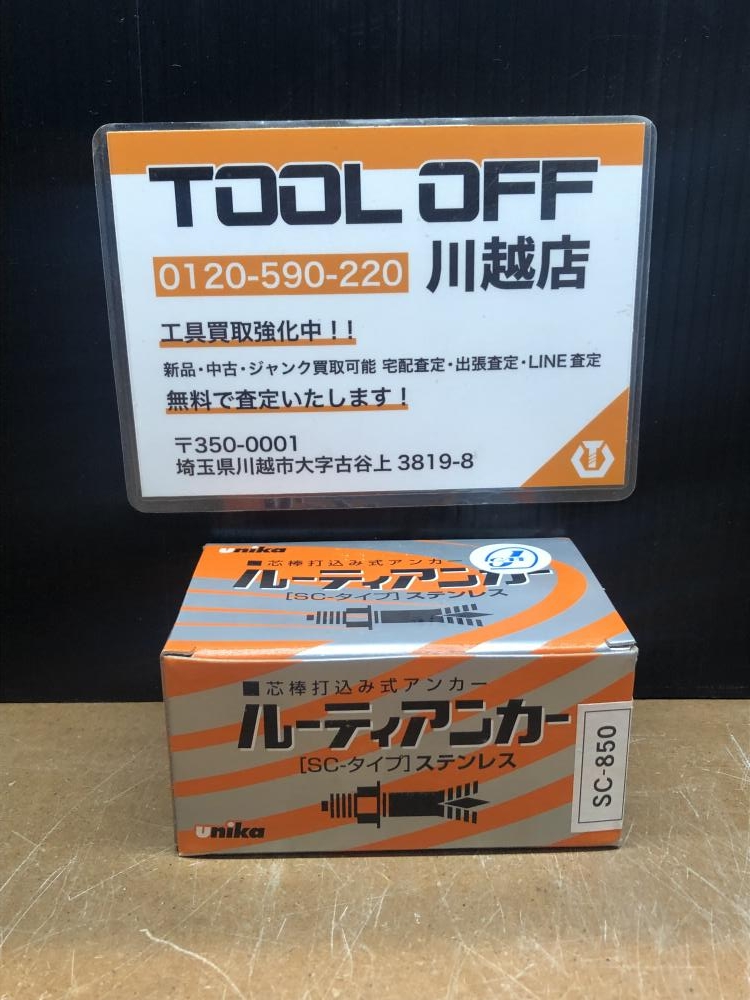 TOOL OFF
0120-590-220 川越店
工具買取強化中！！
新品・中古・ジャンク買取可能 宅配査定・出張査定・LINE査定
無料で査定いたします！
〒350-0001
埼玉県川越市大字古谷上 3819-8
unika
■芯棒打込み式アンカー
ルーティアンカー
[SC-タイプ]ステンレス
■芯棒打込み式アンカー
ルーティアンカー
[SC-タイプ]ステンレス
SC-850
unika